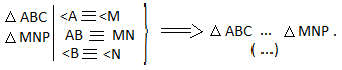 △ ABC | <A ≡ <M
△ MNP | AB ≡ MN } ⟹ △ ABC ... △ MNP .
<B ≡ <N (....)